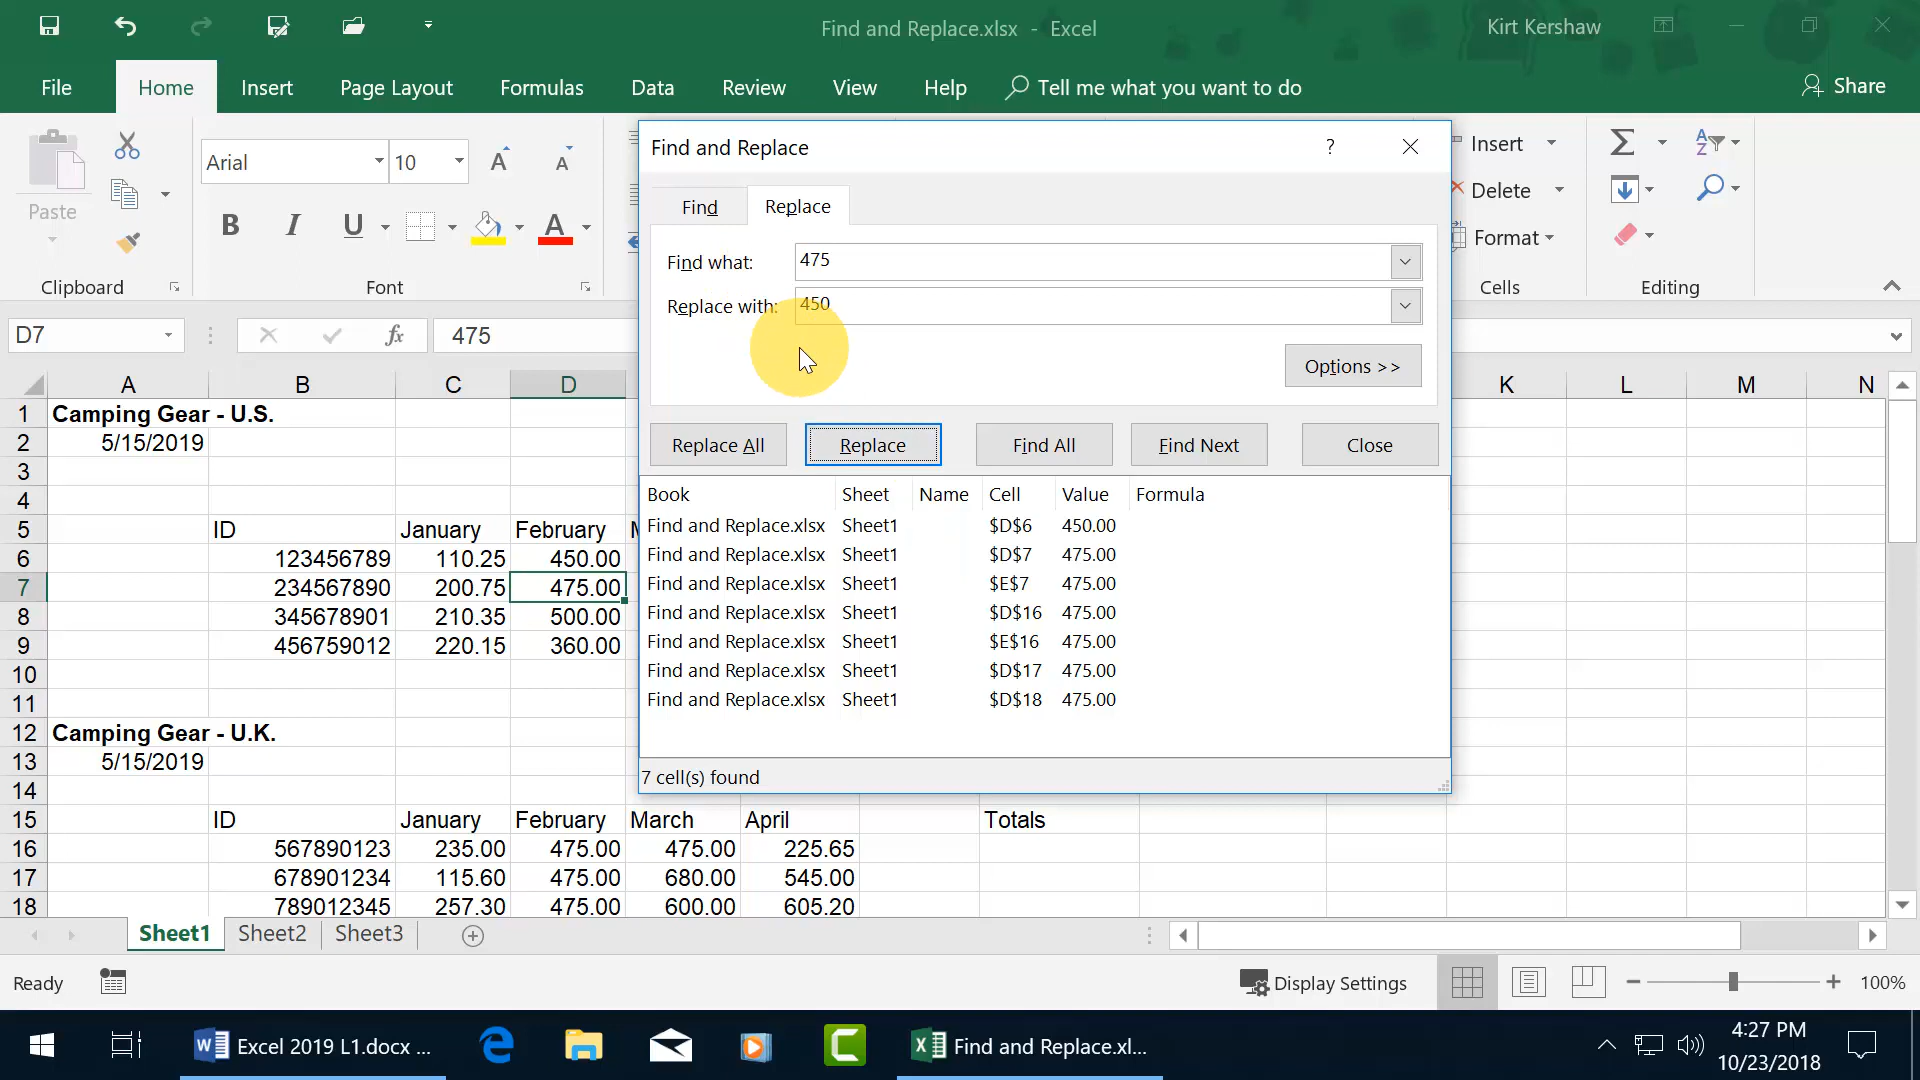 Find and Replace.xlsx - Excel
Kirt Kershaw
File Home Insert Page Layout Formulas Data Review View Help Tell me what you want to do Share
Paste
Arial 10
B I U A
Clipboard Font
Insert
Delete
Format
Cells Editing
Find and Replace ?
Find Replace
Find what: 475
Replace with: 450
Options >>
Replace All Replace Find All Find Next Close
Book Sheet Name Cell Value Formula
Find and Replace.xlsx Sheet1 $D$6 450.00
Find and Replace.xlsx Sheet1 $D$7 475.00
Find and Replace.xlsx Sheet1 $E$7 475.00
Find and Replace.xlsx Sheet1 $D$16 475.00
Find and Replace.xlsx Sheet1 $E$16 475.00
Find and Replace.xlsx Sheet1 $D$17 475.00
Find and Replace.xlsx Sheet1 $D$18 475.00
7 cell(s) found
D7 fx 475
A B C D K L M N
1 Camping Gear - U.S.
2 5/15/2019
3
4
5 ID January February
6 123456789 110.25 450.00
7 234567890 200.75 475.00
8 345678901 210.35 500.00
9 456759012 220.15 360.00
10
11
12 Camping Gear - U.K.
13 5/15/2019
14
15 ID January February March April Totals
16 567890123 235.00 475.00 475.00 225.65
17 678901234 115.60 475.00 680.00 545.00
18 789012345 257.30 475.00 600.00 605.20
Sheet1 Sheet2 Sheet3
Ready Display Settings 100%
Excel 2019 L1.docx ... Find and Replace.xl... 4:27 PM
10/23/2018